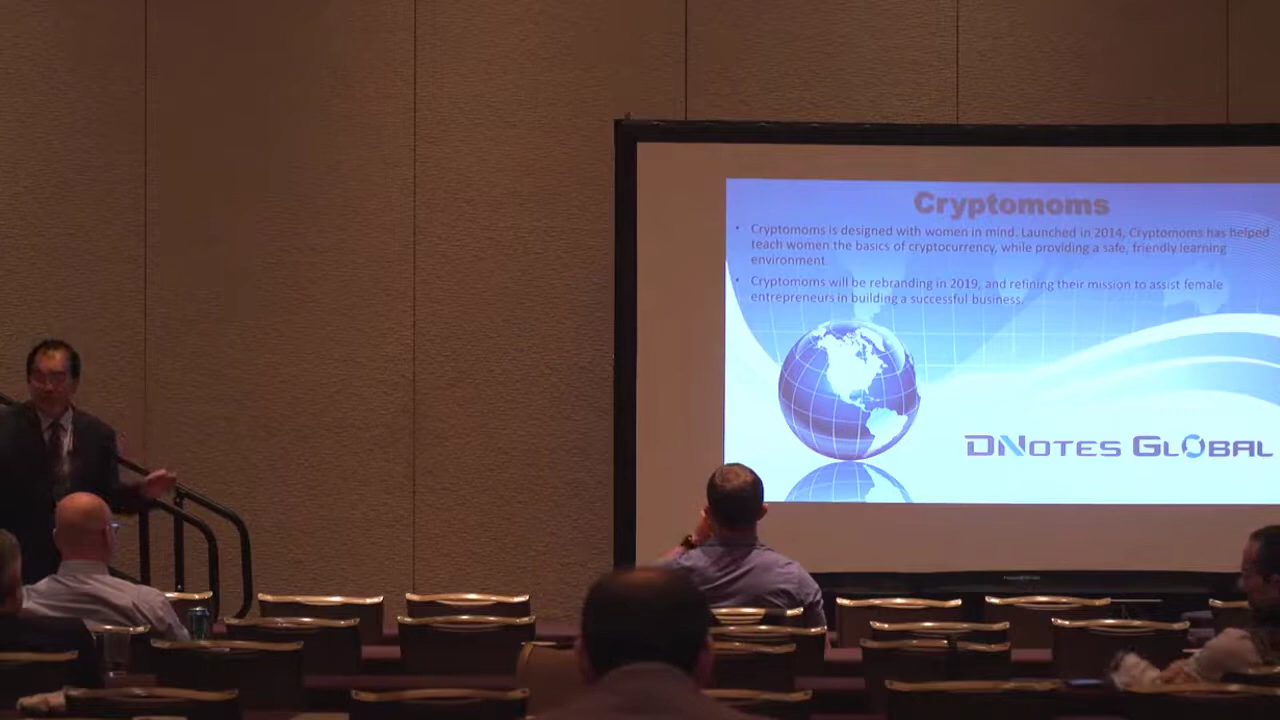 Cryptomoms
• Cryptomoms is designed with women in mind. Launched in 2014, Cryptomoms has helped
teach women the basics of cryptocurrency, while providing a safe, friendly learning
environment.
• Cryptomoms will be rebranding in 2019, and refining their mission to assist female
entrepreneurs in building a successful business.
DNOTES GLOBAL